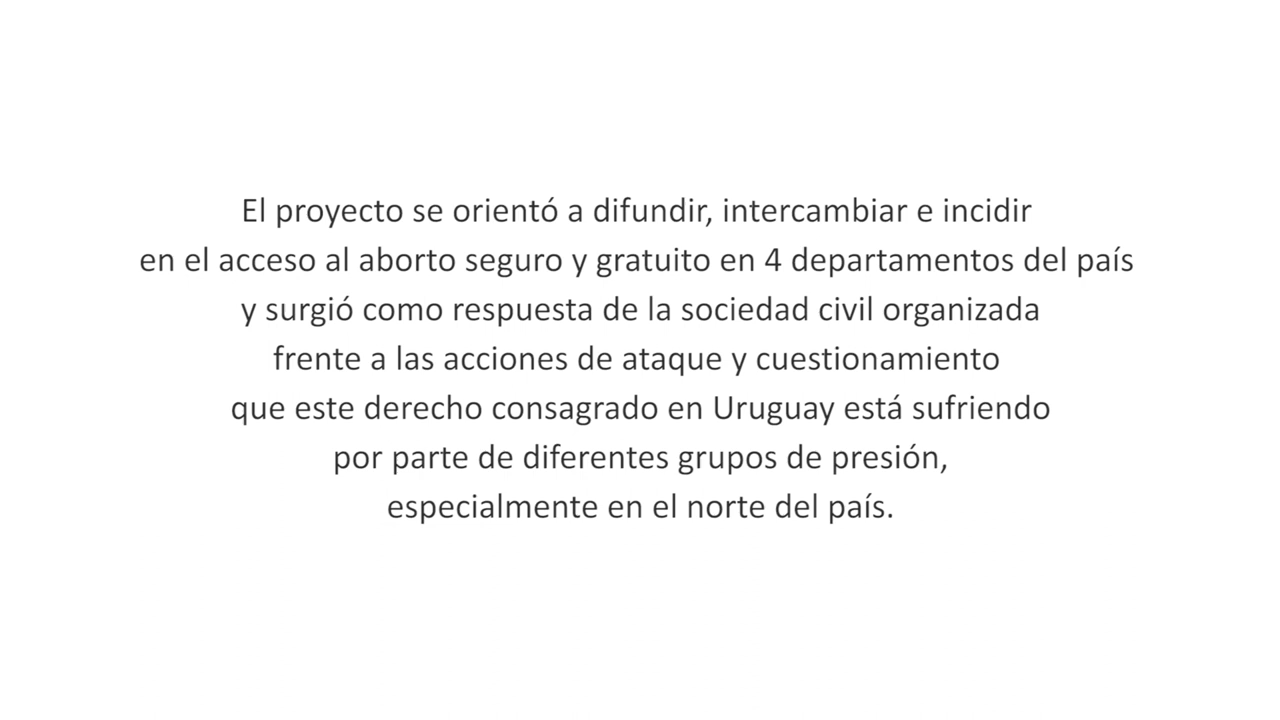 El proyecto se orientó a difundir, intercambiar e incidir
en el acceso al aborto seguro y gratuito en 4 departamentos del país
y surgió como respuesta de la sociedad civil organizada
frente a las acciones de ataque y cuestionamiento
que este derecho consagrado en Uruguay está sufriendo
por parte de diferentes grupos de presión,
especialmente en el norte del país.